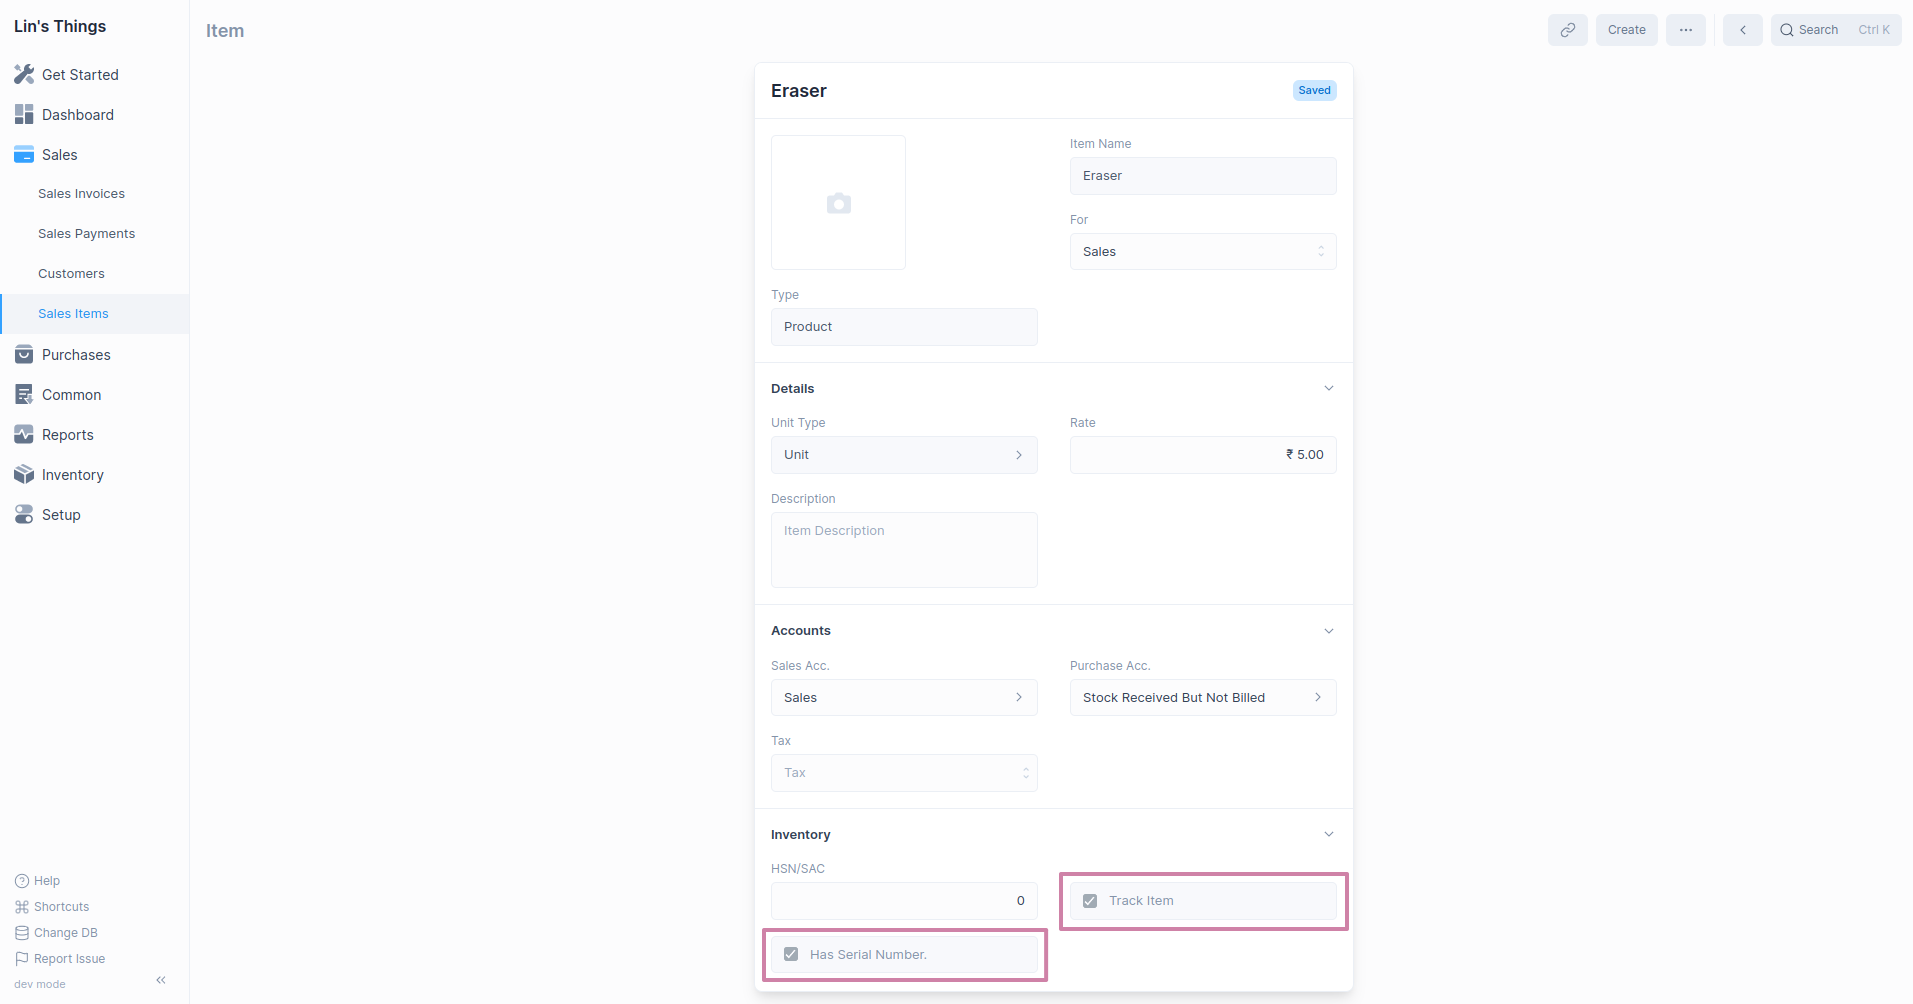 Lin's Things
Get Started
Dashboard
Sales
Sales Invoices
Sales Payments
Customers
Sales Items
Purchases
Common
Reports
Inventory
Setup
Help
Shortcuts
Change DB
Report Issue
dev mode
Item
Create
Search Ctrl K
Eraser
Saved
Item Name
Eraser
For
Sales
Type
Product
Details
Unit Type
Unit
Rate
₹ 5.00
Description
Item Description
Accounts
Sales Acc.
Sales
Purchase Acc.
Stock Received But Not Billed
Tax
Tax
Inventory
HSN/SAC
0
Track Item
Has Serial Number.